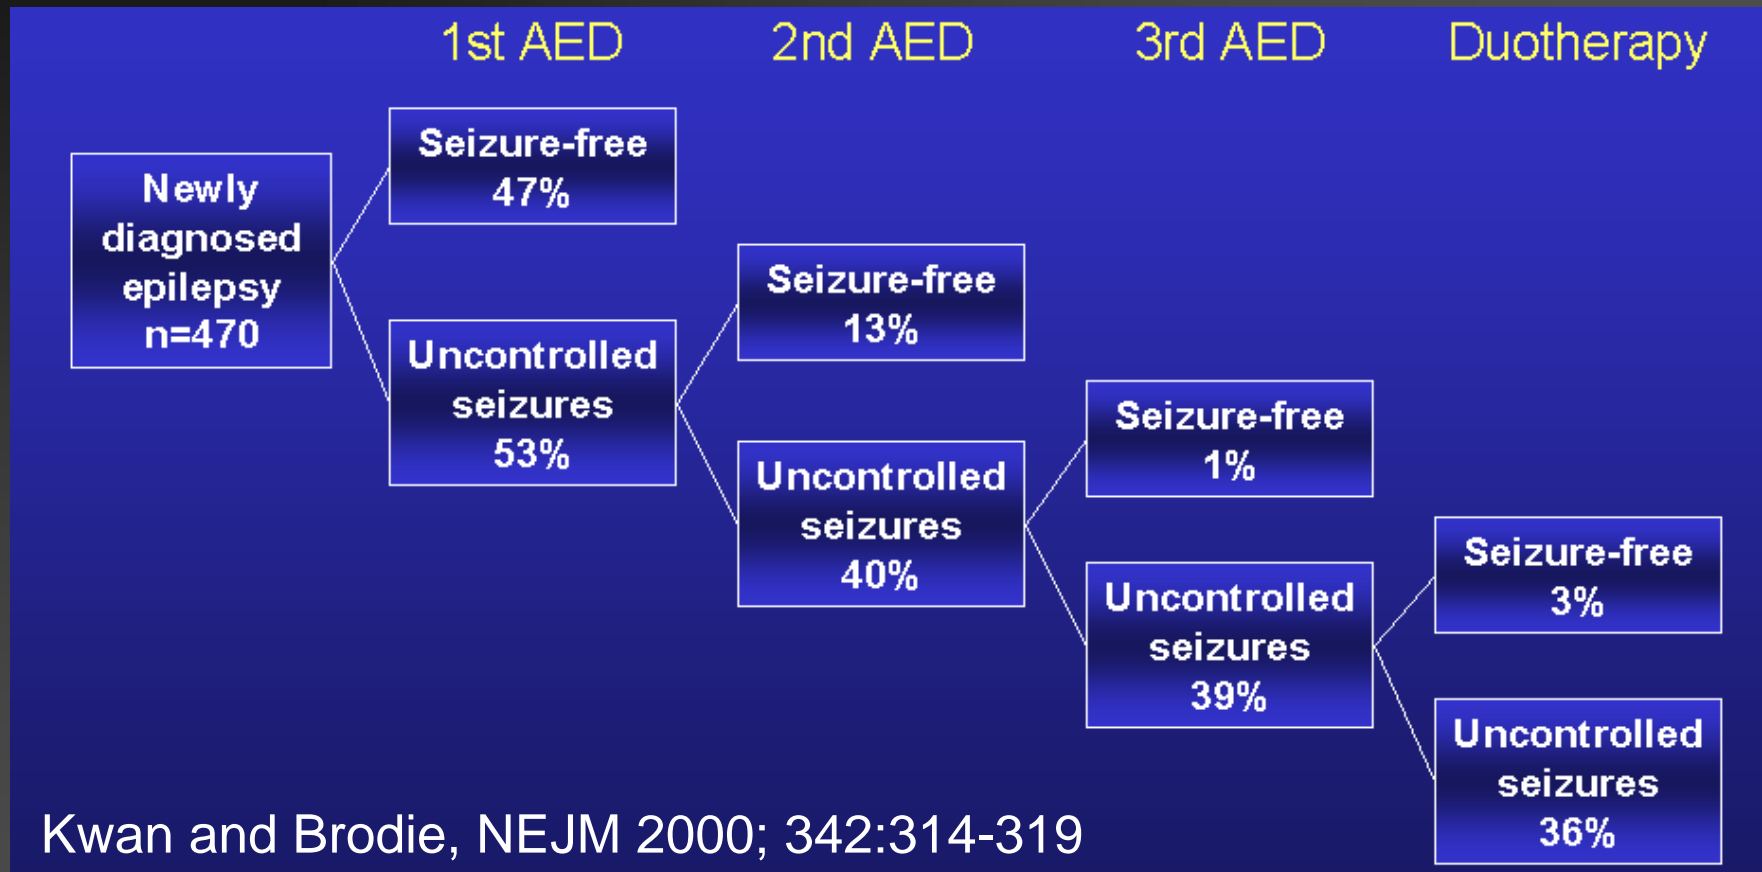 1st AED
2nd AED
3rd AED
Duotherapy
Newly
diagnosed
epilepsy
n=470
Seizure-free
47%
Uncontrolled
seizures
53%
Seizure-free
13%
Uncontrolled
seizures
40%
Seizure-free
1%
Uncontrolled
seizures
39%
Seizure-free
3%
Uncontrolled
seizures
36%
Kwan and Brodie, NEJM 2000; 342:314-319